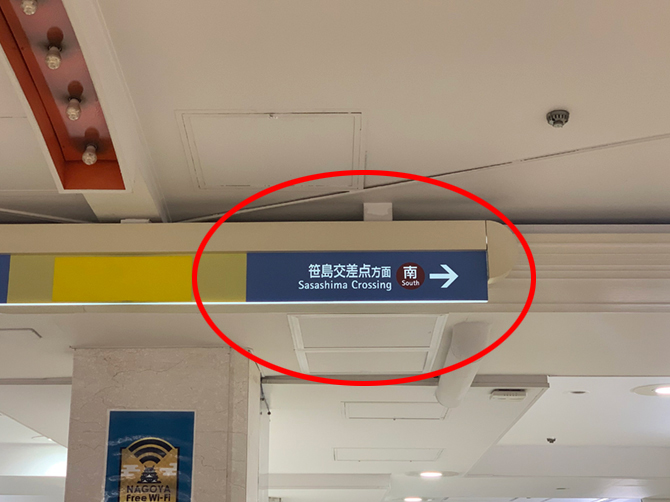 笹島交差点方面 南 →
Sasashima Crossing South
NAGOYA
Free Wi-Fi